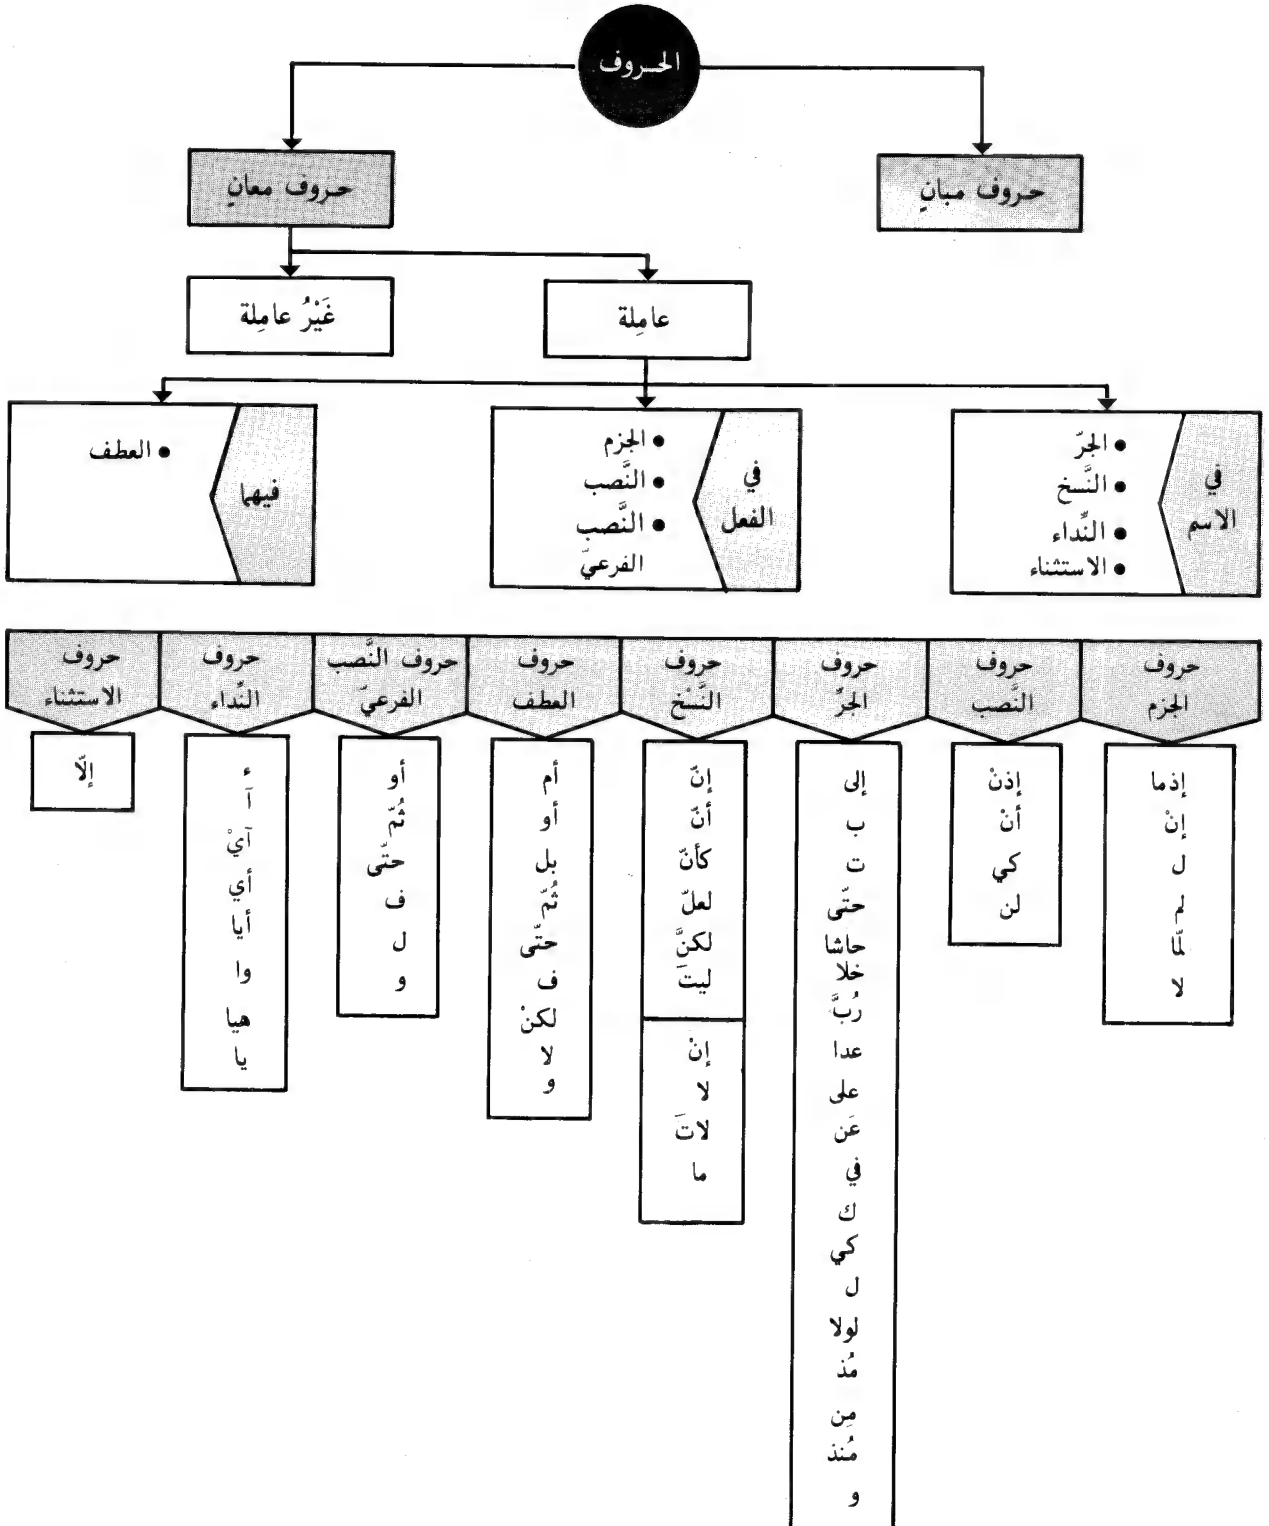 الحروف
حروف مبانٍ
حروف معانٍ
عامِلة
غَيْرُ عامِلة
في
الاسم
• الجرّ
• النَّسخ
• النِّداء
• الاستثناء
في
الفعل
• الجزم
• النَّصب
• النَّصب
الفرعيّ
فيهما
• العطف
حروف
الجزم
إذما
إنْ
ل
لم
لمّا
لا
حروف
النَّصب
إذنْ
أنْ
كي
لن
حروف
الجرِّ
إلى
ب
ت
حتّى
حاشا
خلا
رُبَّ
عدا
على
عَن
في
ك
كي
ل
لولا
مُذ
مِن
مُنذ
و
حروف
النَّسْخ
إنّ
أنّ
كأنّ
لعلّ
لكنَّ
ليتَ
إنْ
لا
لاتَ
ما
حروف
العطف
أم
أو
بل
ثُمّ
حتّى
ف
لكنْ
لا
و
حروف النَّصب
الفرعيّ
أو
ثُمّ
حتّى
ف
ل
و
حروف
النِّداء
ء
آ
آيْ
أي
أيا
وا
هيا
يا
حروف
الاستثناء
إلّا